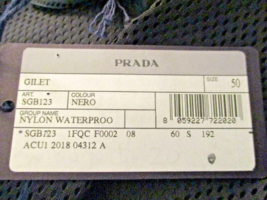 PRADA
GILET
SIZE
50
ART.
SGB123
COLOUR
NERO
GROUP NAME
NYLON WATERPROO
8 059227 722020
*SGB123 1FQC F0002 08 60 S 192
ACU1 2018 04312 A